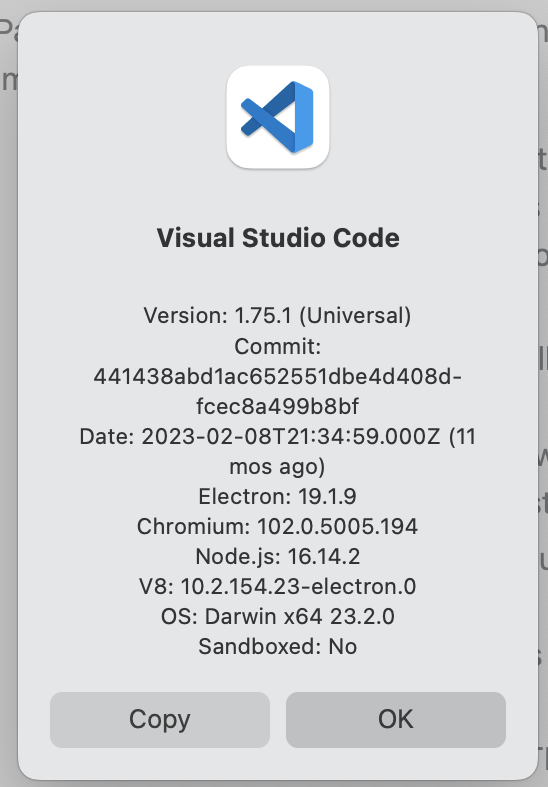 Visual Studio Code
Version: 1.75.1 (Universal)
Commit:
441438abd1ac652551dbe4d408d-
fcec8a499b8bf
Date: 2023-02-08T21:34:59.000Z (11
mos ago)
Electron: 19.1.9
Chromium: 102.0.5005.194
Node.js: 16.14.2
V8: 10.2.154.23-electron.0
OS: Darwin x64 23.2.0
Sandboxed: No
Copy
OK